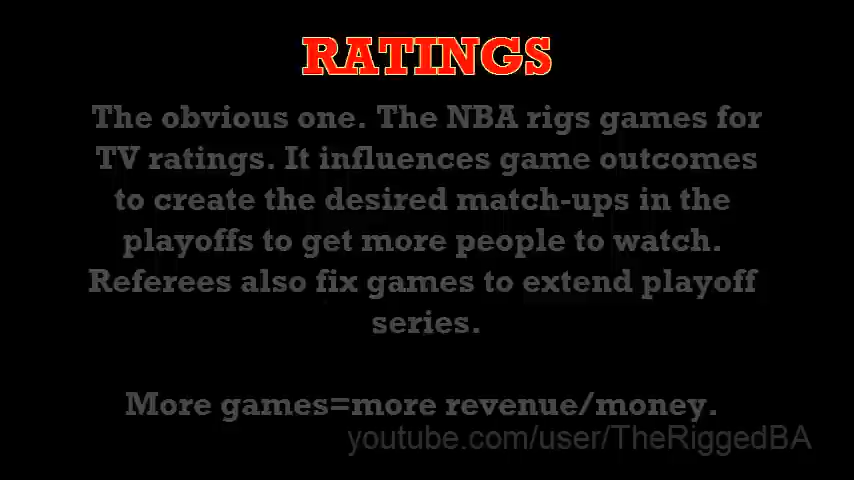 RATINGS
The obvious one. The NBA rigs games for
TV ratings. It influences game outcomes
to create the desired match-ups in the
playoffs to get more people to watch.
Referees also fix games to extend playoff
series.
More games=more revenue/money.
youtube.com/user/TheRiggedBA